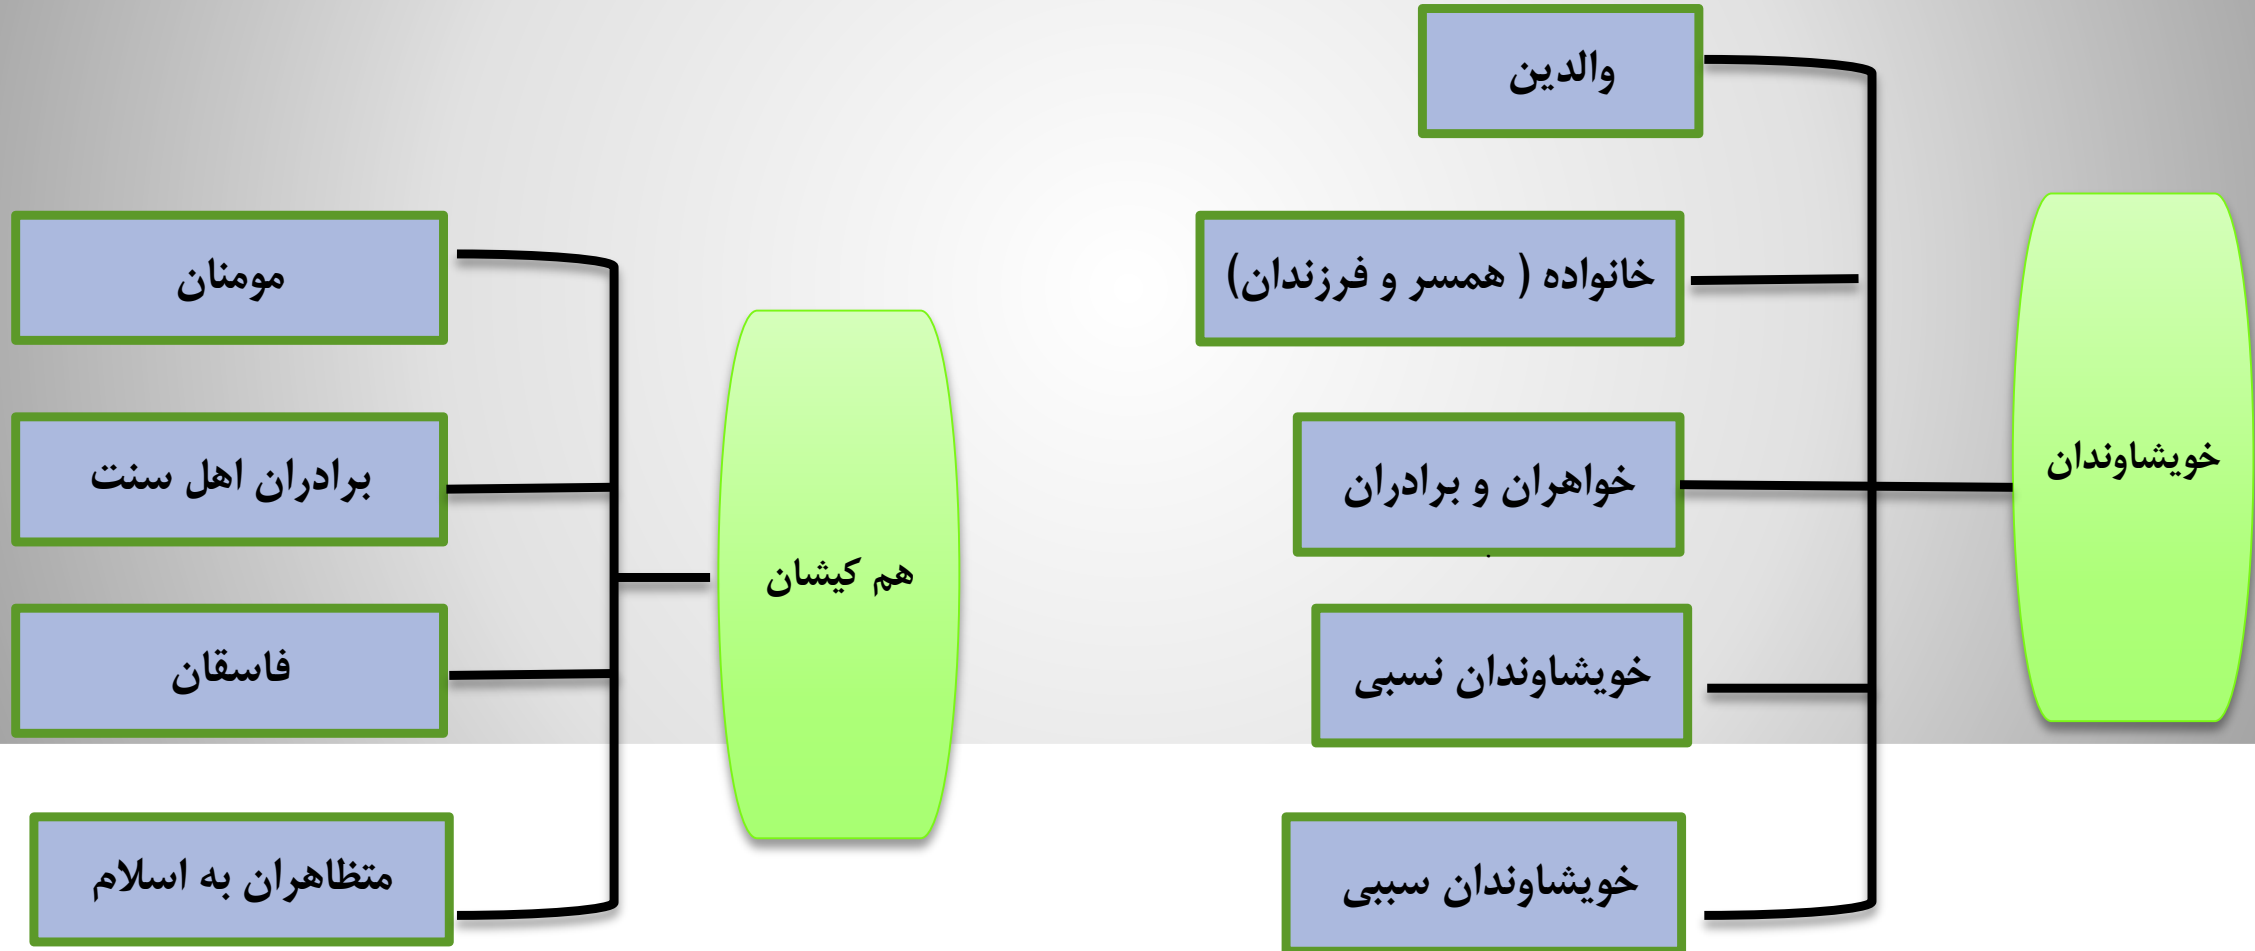 خویشاوندان
والدین
خانواده ( همسر و فرزندان)
خواهران و برادران
خویشاوندان نسبی
خویشاوندان سببی
هم کیشان
مومنان
برادران اهل سنت
فاسقان
متظاهران به اسلام